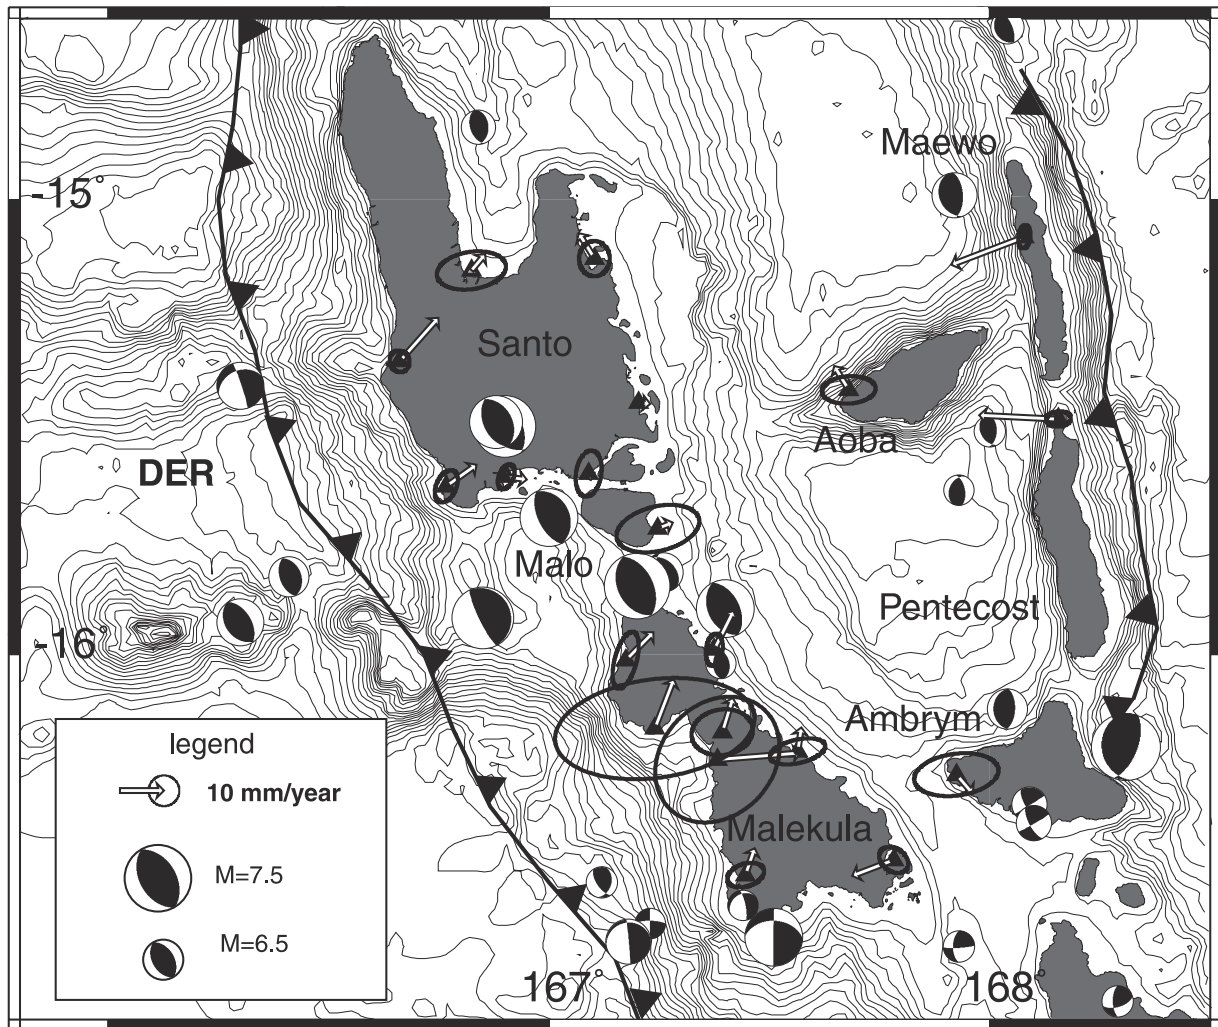 Maewo
-15°
Santo
Aoba
DER
Malo
Pentecost
-16°
Ambrym
legend
10 mm/year
Malekula
M=7.5
M=6.5
167°
168°